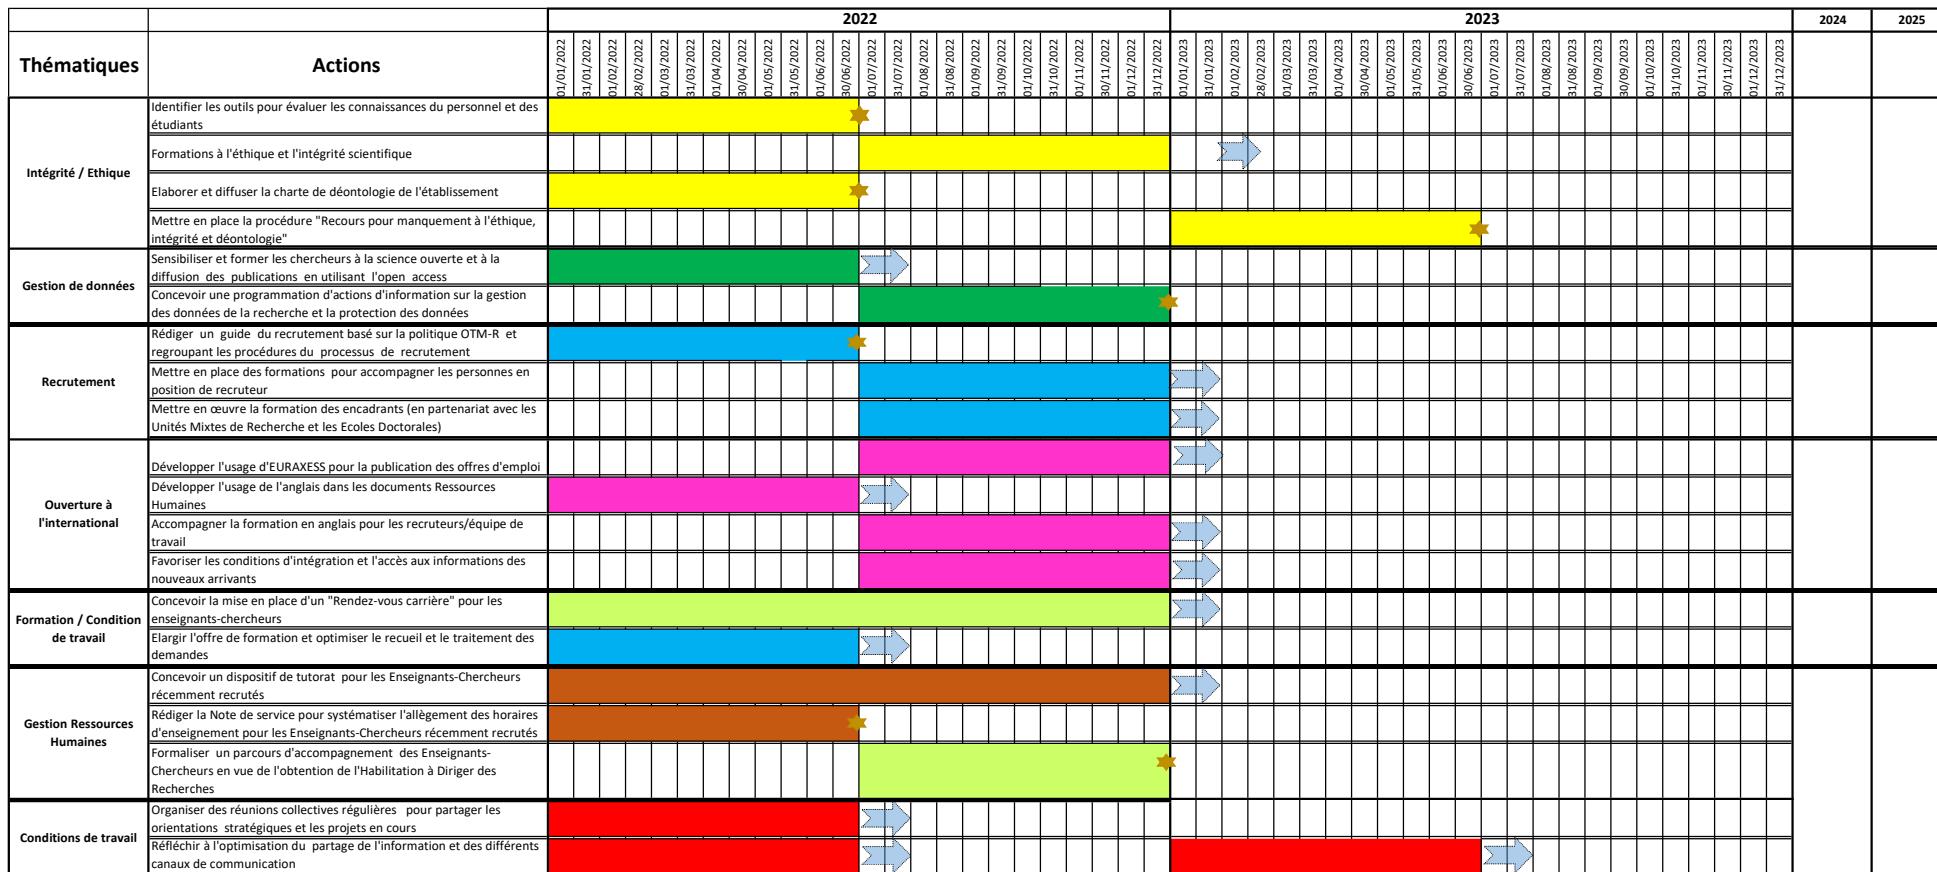 2022
2023
2024
2025
Thématiques
Actions
01/01/2022
31/01/2022
01/02/2022
28/02/2022
01/03/2022
31/03/2022
01/04/2022
30/04/2022
01/05/2022
31/05/2022
01/06/2022
30/06/2022
01/07/2022
31/07/2022
01/08/2022
31/08/2022
01/09/2022
31/09/2022
01/10/2022
31/10/2022
01/11/2022
30/11/2022
01/12/2022
31/12/2022
01/01/2023
31/01/2023
01/02/2023
28/02/2023
01/03/2023
31/03/2023
01/04/2023
30/04/2023
01/05/2023
31/05/2023
01/06/2023
30/06/2023
01/07/2023
31/07/2023
01/08/2023
31/08/2023
01/09/2023
30/09/2023
01/10/2023
31/10/2023
01/11/2023
30/11/2023
01/12/2023
31/12/2023
Intégrité / Ethique
Identifier les outils pour évaluer les connaissances du personnel et des
étudiants
Formations à l'éthique et l'intégrité scientifique
Elaborer et diffuser la charte de déontologie de l'établissement
Mettre en place la procédure "Recours pour manquement à l'éthique,
intégrité et déontologie"
Gestion de données
Sensibiliser et former les chercheurs à la science ouverte et à la
diffusion des publications en utilisant l'open access
Concevoir une programmation d'actions d'information sur la gestion
des données de la recherche et la protection des données
Recrutement
Rédiger un guide du recrutement basé sur la politique OTM-R et
regroupant les procédures du processus de recrutement
Mettre en place des formations pour accompagner les personnes en
position de recruteur
Mettre en œuvre la formation des encadrants (en partenariat avec les
Unités Mixtes de Recherche et les Ecoles Doctorales)
Ouverture à
l'international
Développer l'usage d'EURAXESS pour la publication des offres d'emploi
Développer l'usage de l'anglais dans les documents Ressources
Humaines
Accompagner la formation en anglais pour les recruteurs/équipe de
travail
Favoriser les conditions d'intégration et l'accès aux informations des
nouveaux arrivants
Formation / Condition
de travail
Concevoir la mise en place d'un "Rendez-vous carrière" pour les
enseignants-chercheurs
Elargir l'offre de formation et optimiser le recueil et le traitement des
demandes
Gestion Ressources
Humaines
Concevoir un dispositif de tutorat pour les Enseignants-Chercheurs
récemment recrutés
Rédiger la Note de service pour systématiser l'allègement des horaires
d'enseignement pour les Enseignants-Chercheurs récemment recrutés
Formaliser un parcours d'accompagnement des Enseignants-
Chercheurs en vue de l'obtention de l'Habilitation à Diriger des
Recherches
Conditions de travail
Organiser des réunions collectives régulières pour partager les
orientations stratégiques et les projets en cours
Réfléchir à l'optimisation du partage de l'information et des différents
canaux de communication